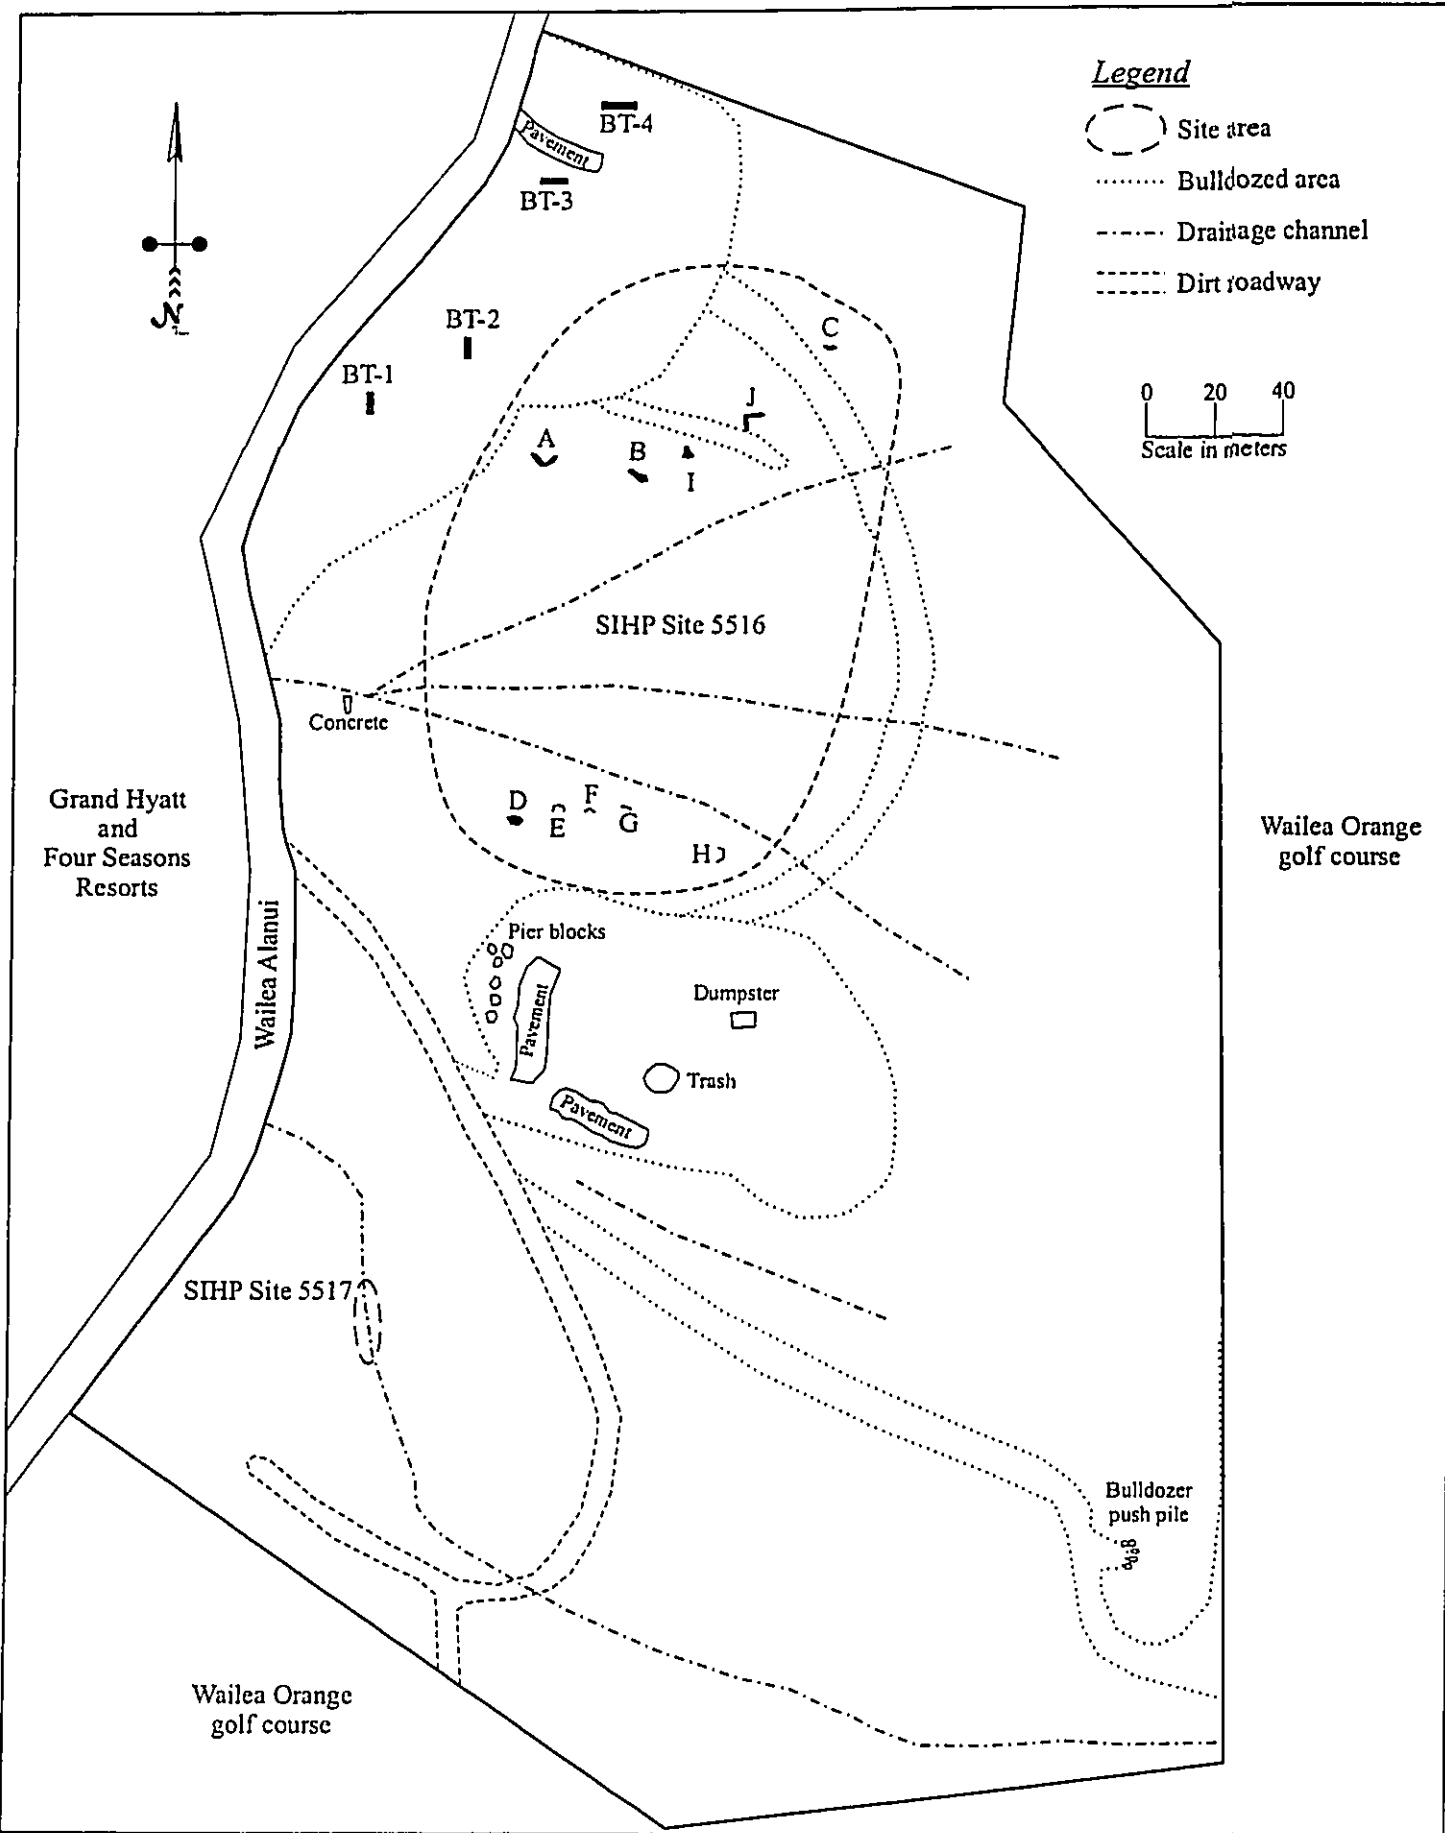 Legend
Site area
Bulldozed area
Drainage channel
Dirt roadway
0 20 40
Scale in meters
N
BT-4
Pavement
BT-3
BT-2
BT-1
C
J
A
B
I
SIHP Site 5516
Concrete
D
E
F
G
H
Grand Hyatt
and
Four Seasons
Resorts
Wailea Orange
golf course
Wailea Alanui
Pier blocks
Pavement
Dumpster
Trash
Pavement
SIHP Site 5517
Bulldozer
push pile
Wailea Orange
golf course